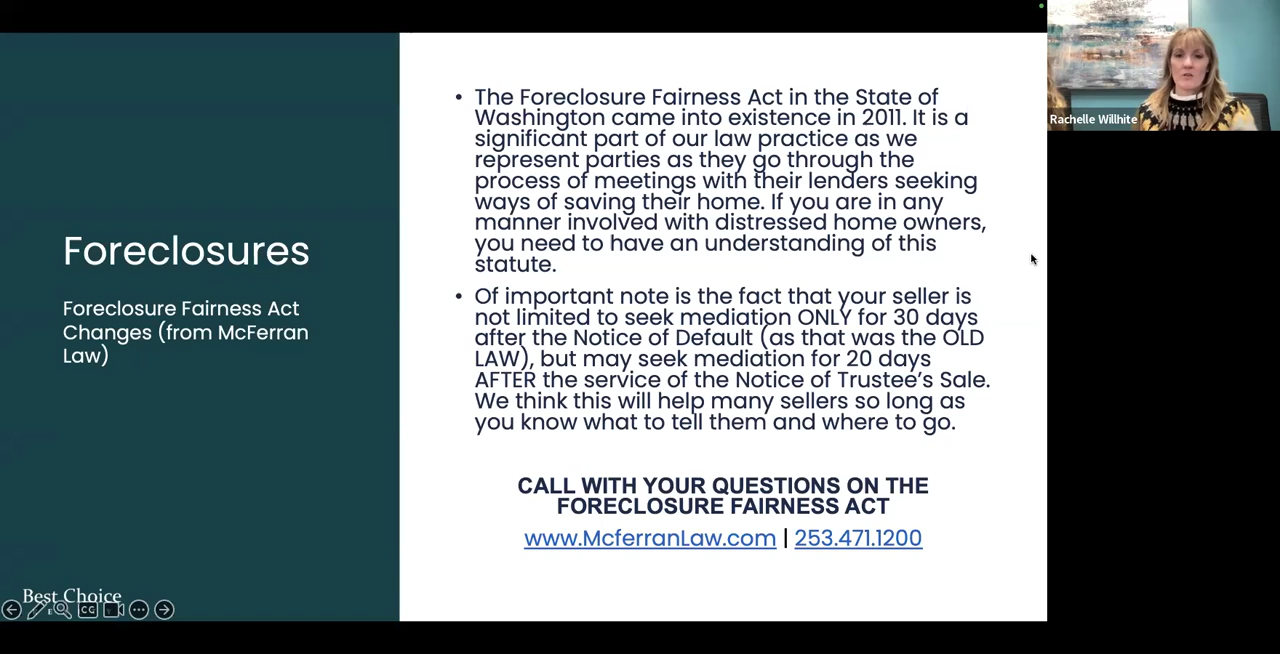 Foreclosures
Foreclosure Fairness Act
Changes (from McFerran
Law)
• The Foreclosure Fairness Act in the State of
Washington came into existence in 2011. It is a
significant part of our law practice as we
represent parties as they go through the
process of meetings with their lenders seeking
ways of saving their home. If you are in any
manner involved with distressed home owners,
you need to have an understanding of this
statute.
• Of important note is the fact that your seller is
not limited to seek mediation ONLY for 30 days
after the Notice of Default (as that was the OLD
LAW), but may seek mediation for 20 days
AFTER the service of the Notice of Trustee’s Sale.
We think this will help many sellers so long as
you know what to tell them and where to go.
CALL WITH YOUR QUESTIONS ON THE
FORECLOSURE FAIRNESS ACT
www.McferranLaw.com | 253.471.1200
Best Choice
CC
Rachelle Willhite